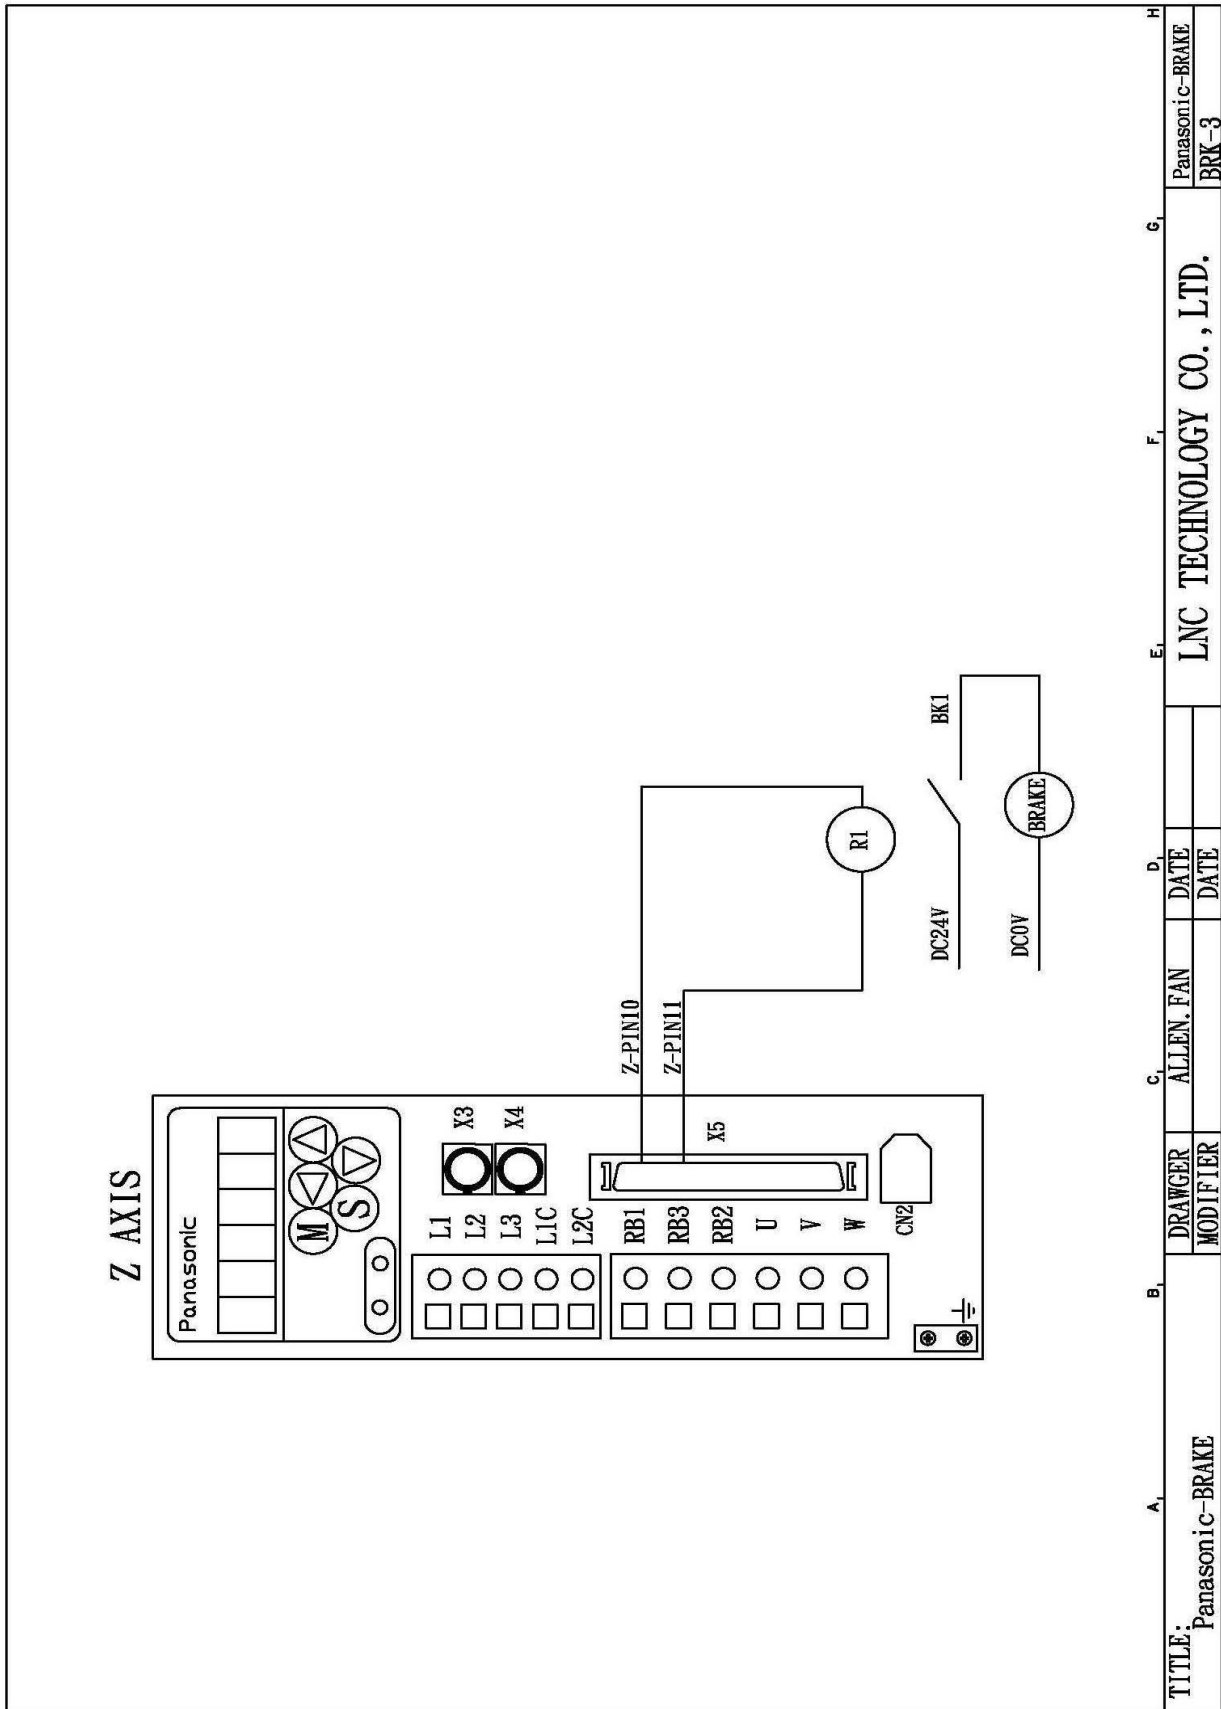 Z AXIS
Panasonic
M
S
L1
L2
L3
L1C
L2C
X3
X4
RB1
RB3
RB2
U
V
W
X5
CN2
Z-PIN10
Z-PIN11
R1
DC24V
BK1
DC0V
BRAKE
A
B
C
D
E
F
G
H
TITLE:
Panasonic-BRAKE
DRAWGER
ALLEN.FAN
DATE
MODIFIER
DATE
LNC TECHNOLOGY CO.,LTD.
Panasonic-BRAKE
BRK-3